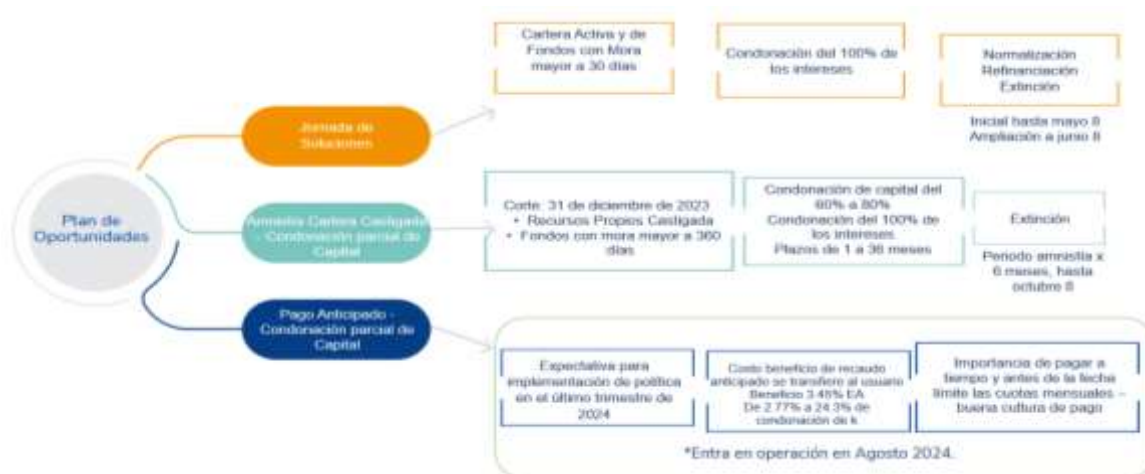 Plan de
Oportunidades
Jornada de
Soluciones
Cartera Activa y de
Fondos con Mora
mayor a 30 días
Condonación del 100% de
los intereses
Normalización
Refinanciación
Extinción
Inicial hasta mayo 8
Ampliación a junio 8
Amnistía Cartera Castigada
- Condonación parcial de
Capital
Corte: 31 de diciembre de 2023
• Recursos Propios Castigada
• Fondos con mora mayor a 360
días
Condonación de capital del
60% a 80%
Condonación del 100% de
los intereses
Plazos de 1 a 36 meses
Extinción
Periodo amnistía x
6 meses, hasta
octubre 8
Pago Anticipado -
Condonación parcial de
Capital
Expectativa para
implementación de política
en el último trimestre de
2024
Costo beneficio de recaudo
anticipado se transfiere al usuario
Beneficio 3.48% EA
De 2.77% a 24.3% de
condonación de k
Importancia de pagar a
tiempo y antes de la fecha
límite las cuotas mensuales –
buena cultura de pago
*Entra en operación en Agosto 2024.